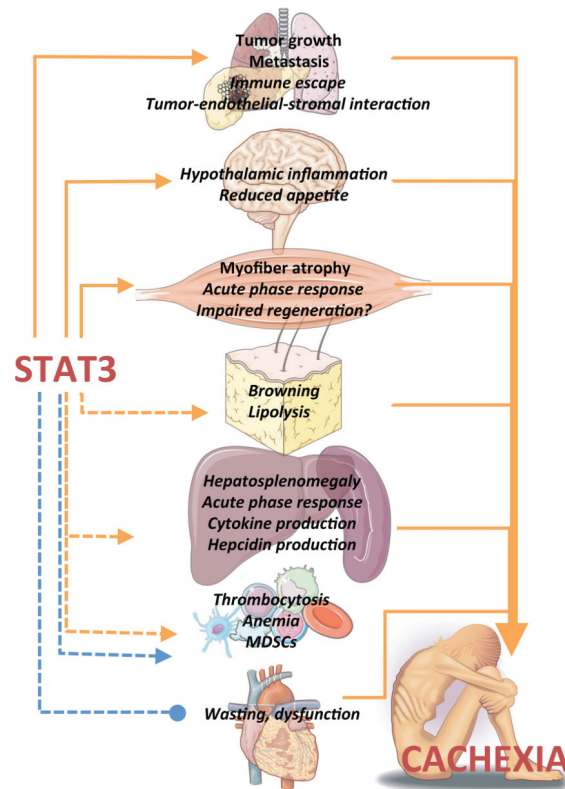 Tumor growth
Metastasis
Immune escape
Tumor-endothelial-stromal interaction
Hypothalamic inflammation
Reduced appetite
Myofiber atrophy
Acute phase response
Impaired regeneration?
STAT3
Browning
Lipolysis
Hepatosplenomegaly
Acute phase response
Cytokine production
Hepcidin production
Thrombocytosis
Anemia
MDSCs
Wasting, dysfunction
CACHEXIA